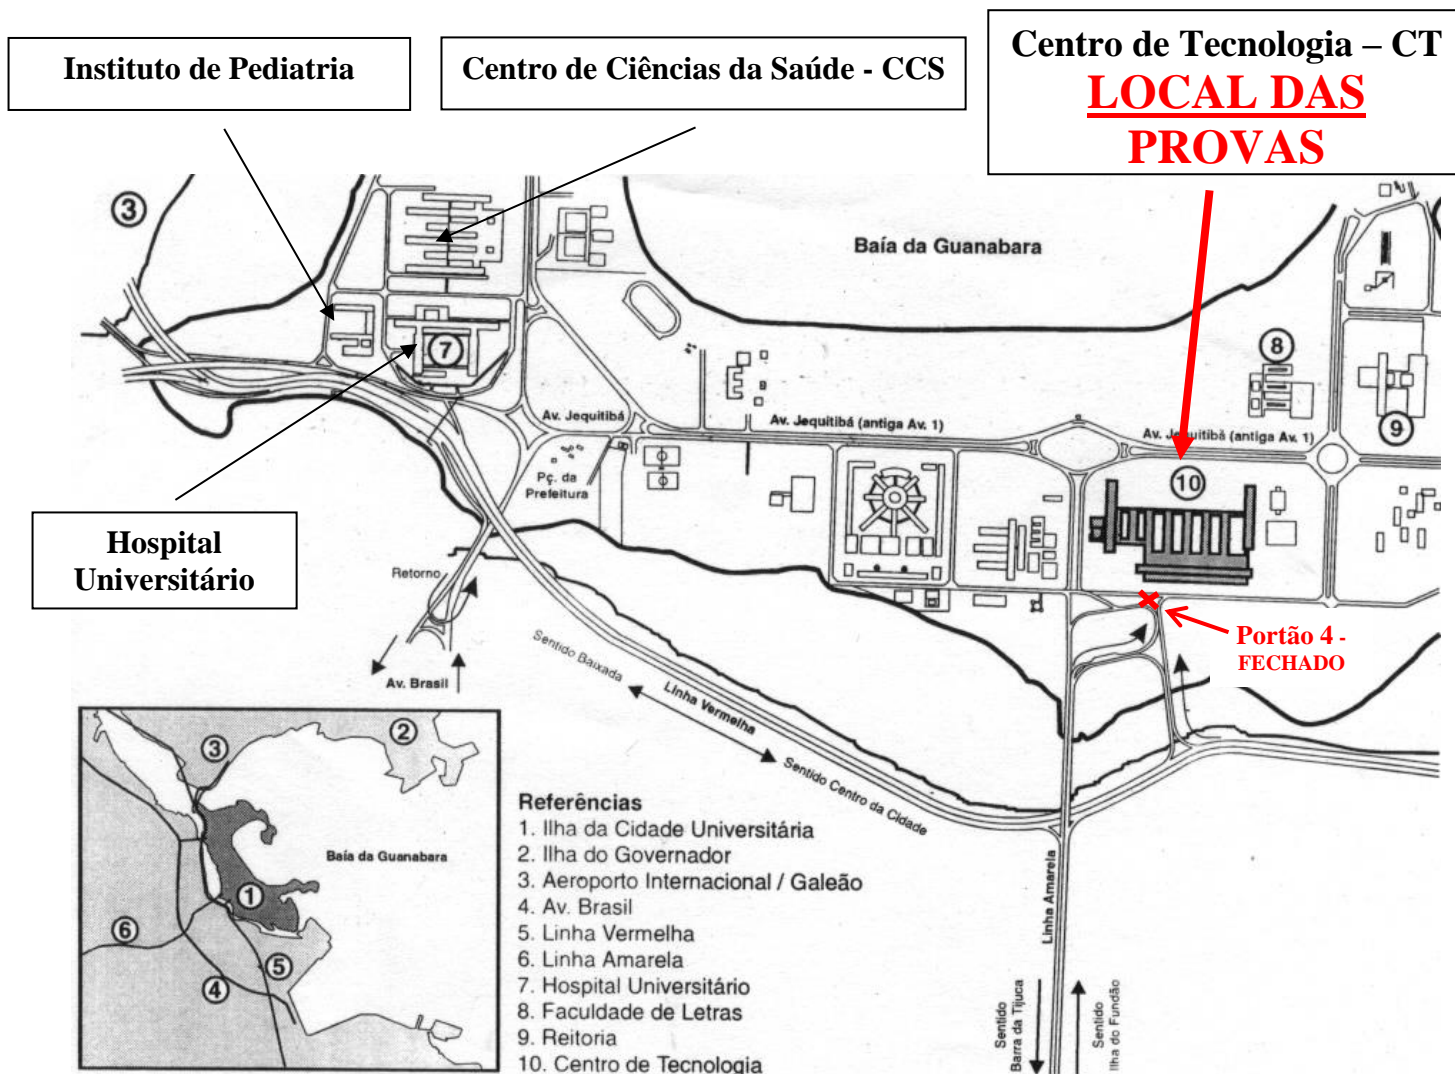 Instituto de Pediatria
Centro de Ciências da Saúde - CCS
Centro de Tecnologia – CT
LOCAL DAS
PROVAS
3
Baía da Guanabara
7
8
9
Av. Jequitibá
Av. Jequitibá (antiga Av. 1)
Av. Jequitibá (antiga Av. 1)
10
Pç. da
Prefeitura
Hospital
Universitário
Retorno
Av. Brasil
Sentido Baixada
Linha Vermelha
Sentido Centro da Cidade
Portão 4 -
FECHADO
Linha Amarela
Sentido
Barra da Tijuca
Sentido
Ilha do Fundão
3
2
Baía da Guanabara
1
6
5
4
Referências
1. Ilha da Cidade Universitária
2. Ilha do Governador
3. Aeroporto Internacional / Galeão
4. Av. Brasil
5. Linha Vermelha
6. Linha Amarela
7. Hospital Universitário
8. Faculdade de Letras
9. Reitoria
10. Centro de Tecnologia